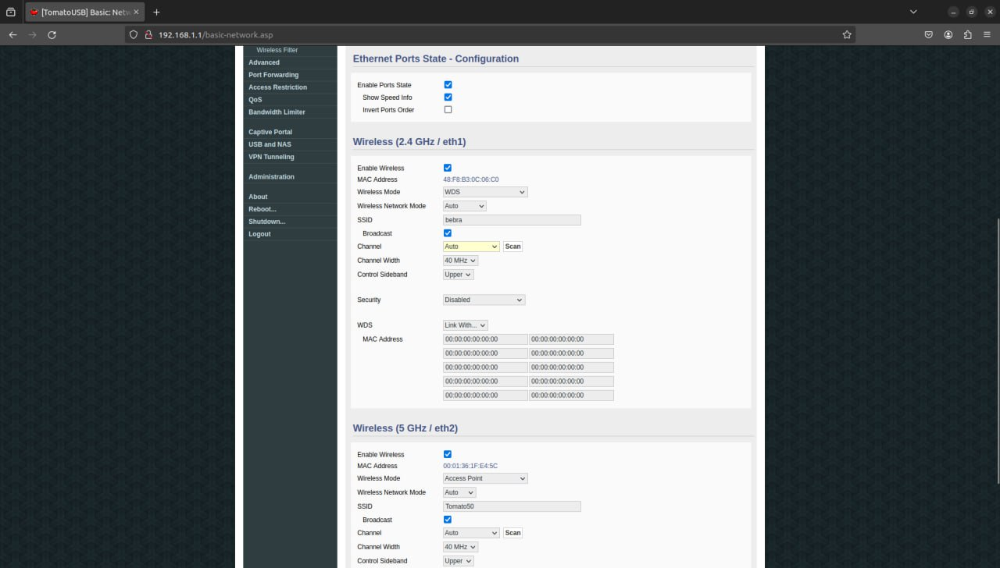 [TomatoUSB] Basic: Netw
192.168.1.1/basic-network.asp
Wireless Filter
Advanced
Port Forwarding
Access Restriction
QoS
Bandwidth Limiter
Captive Portal
USB and NAS
VPN Tunneling
Administration
About
Reboot...
Shutdown...
Logout
Ethernet Ports State - Configuration
Enable Ports State
Show Speed Info
Invert Ports Order
Wireless (2.4 GHz / eth1)
Enable Wireless
MAC Address 48:F8:B3:0C:06:C0
Wireless Mode WDS
Wireless Network Mode Auto
SSID bebra
Broadcast
Channel Auto Scan
Channel Width 40 MHz
Control Sideband Upper
Security Disabled
WDS Link With...
MAC Address 00:00:00:00:00:00 00:00:00:00:00:00
00:00:00:00:00:00 00:00:00:00:00:00
00:00:00:00:00:00 00:00:00:00:00:00
00:00:00:00:00:00 00:00:00:00:00:00
00:00:00:00:00:00 00:00:00:00:00:00
Wireless (5 GHz / eth2)
Enable Wireless
MAC Address 00:01:36:1F:E4:5C
Wireless Mode Access Point
Wireless Network Mode Auto
SSID Tomato50
Broadcast
Channel Auto Scan
Channel Width 40 MHz
Control Sideband Upper